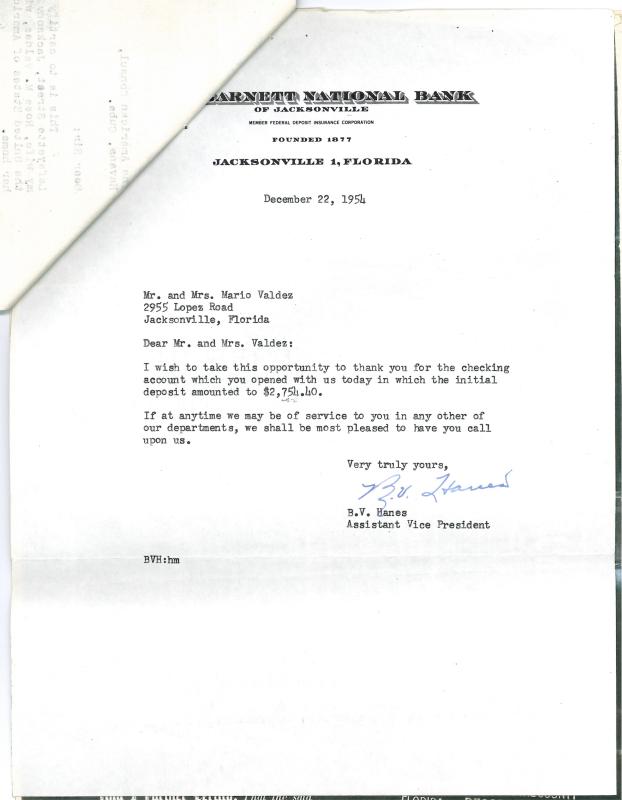 BARNETT NATIONAL BANK
OF JACKSONVILLE
MEMBER FEDERAL DEPOSIT INSURANCE CORPORATION
FOUNDED 1877
JACKSONVILLE 1, FLORIDA
December 22, 1954
Mr. and Mrs. Mario Valdez
2955 Lopez Road
Jacksonville, Florida
Dear Mr. and Mrs. Valdez:
I wish to take this opportunity to thank you for the checking
account which you opened with us today in which the initial
deposit amounted to $2,754.40.
If at anytime we may be of service to you in any other of
our departments, we shall be most pleased to have you call
upon us.
Very truly yours,
B.V. Hanes
B.V. Hanes
Assistant Vice President
BVH:hm